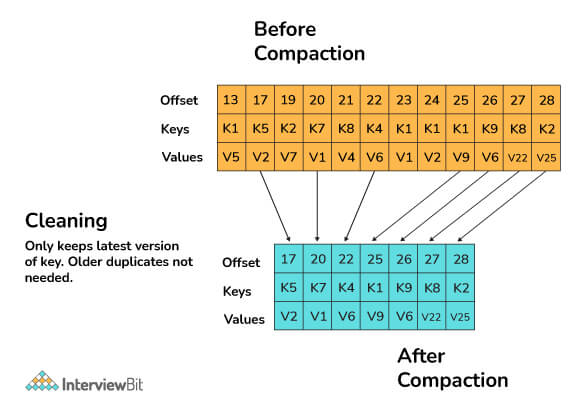 Before
Compaction
Offset 13 17 19 20 21 22 23 24 25 26 27 28
Keys K1 K5 K2 K7 K8 K4 K1 K1 K1 K9 K8 K2
Values V5 V2 V7 V1 V4 V6 V1 V2 V9 V6 V22 V25
Cleaning
Only keeps latest version
of key. Older duplicates not
needed.
Offset 17 20 22 25 26 27 28
Keys K5 K7 K4 K1 K9 K8 K2
Values V2 V1 V6 V9 V6 V22 V25
After
Compaction
InterviewBit